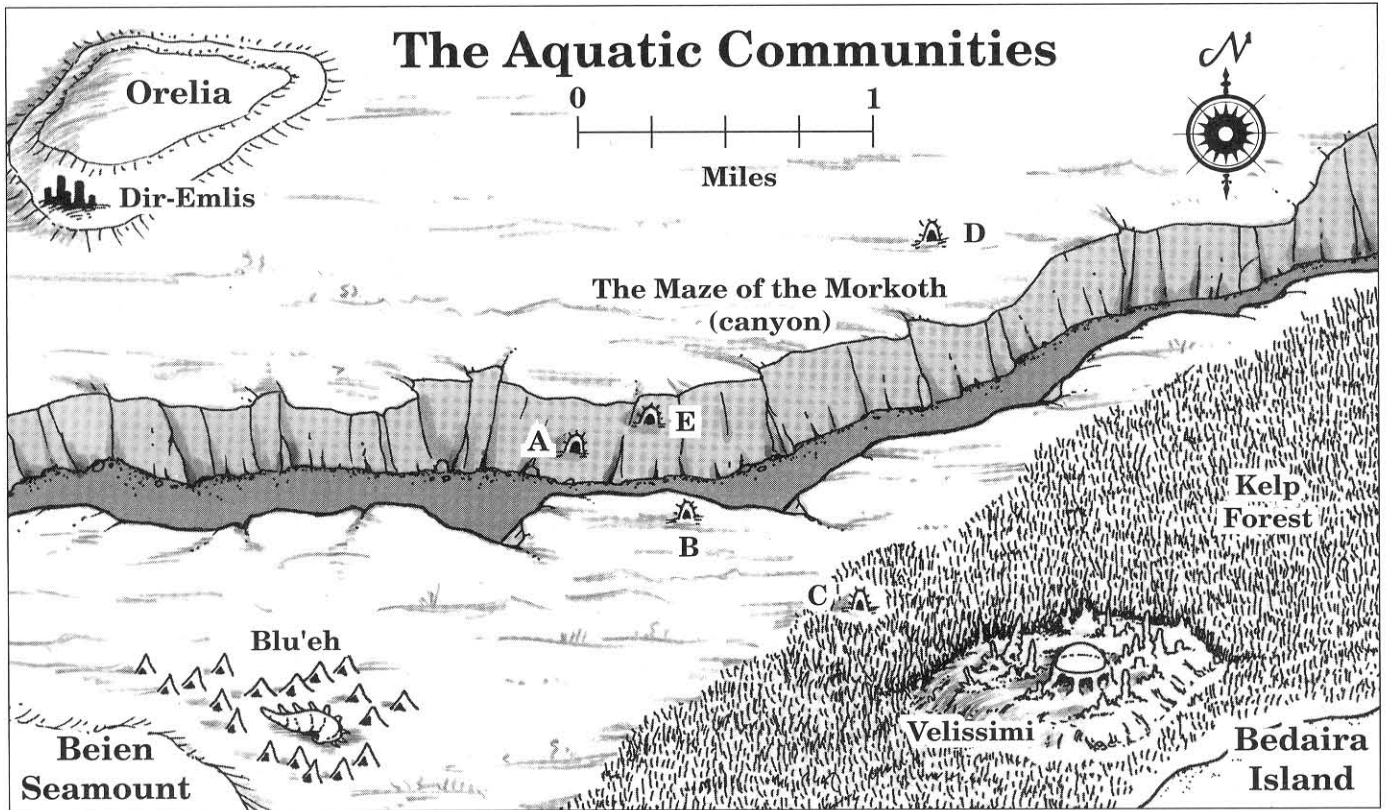 The Aquatic Communities
N
0 1
Miles
Orelia
Dir-Emlis
D
The Maze of the Morkoth
(canyon)
E
A
B
C
Kelp
Forest
Blu'eh
Velissimi
Beien
Seamount
Bedaira
Island